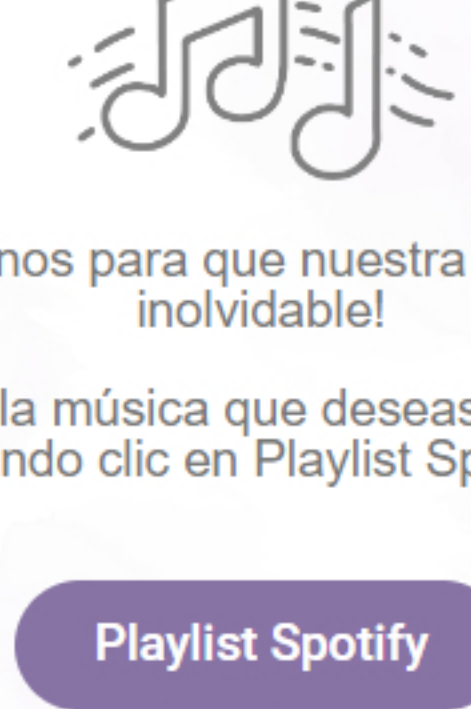 nos para que nuestra
inolvidable!
la música que deseas
ndo clic en Playlist Sp
Playlist Spotify